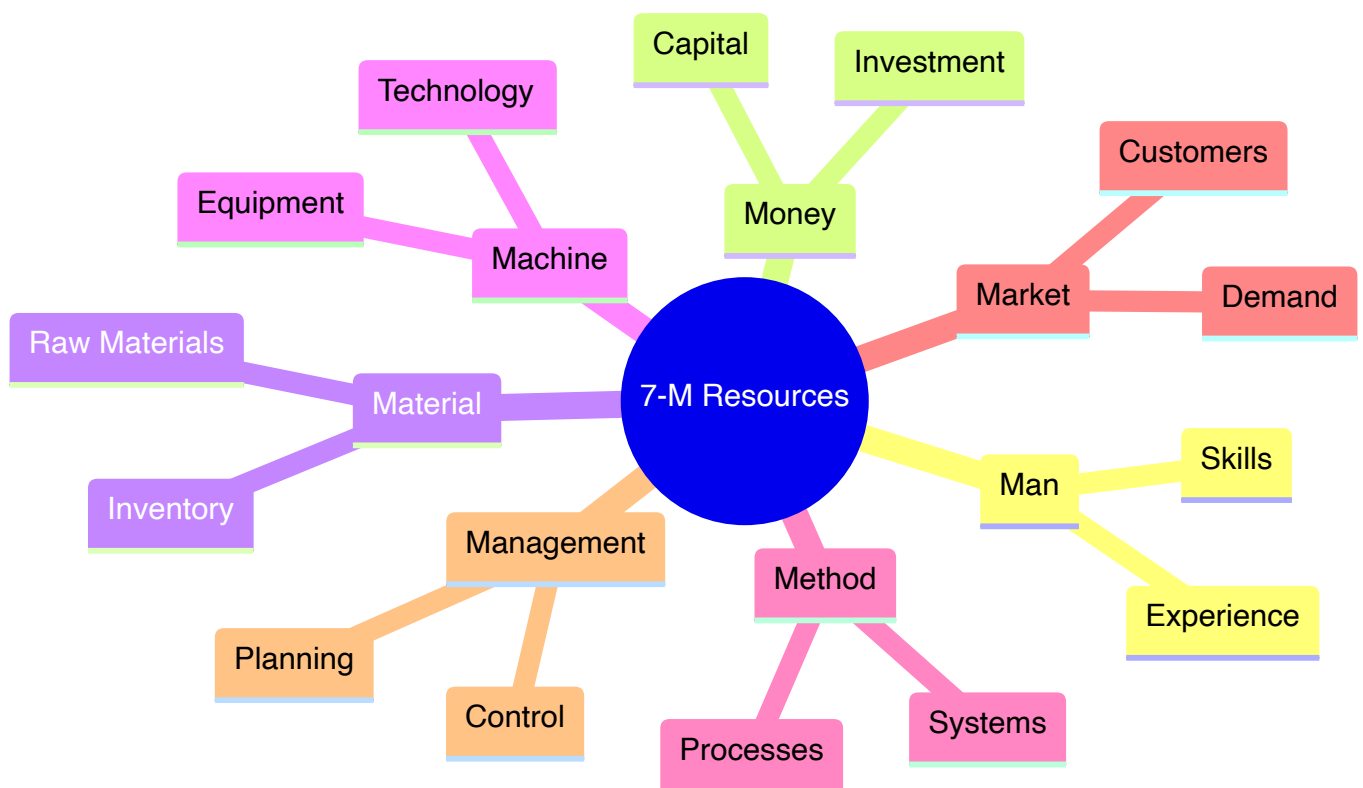 Capital
Investment
Technology
Customers
Equipment
Money
Machine
Market
Demand
Raw Materials
Material
7-M Resources
Skills
Man
Inventory
Management
Method
Experience
Planning
Control
Systems
Processes